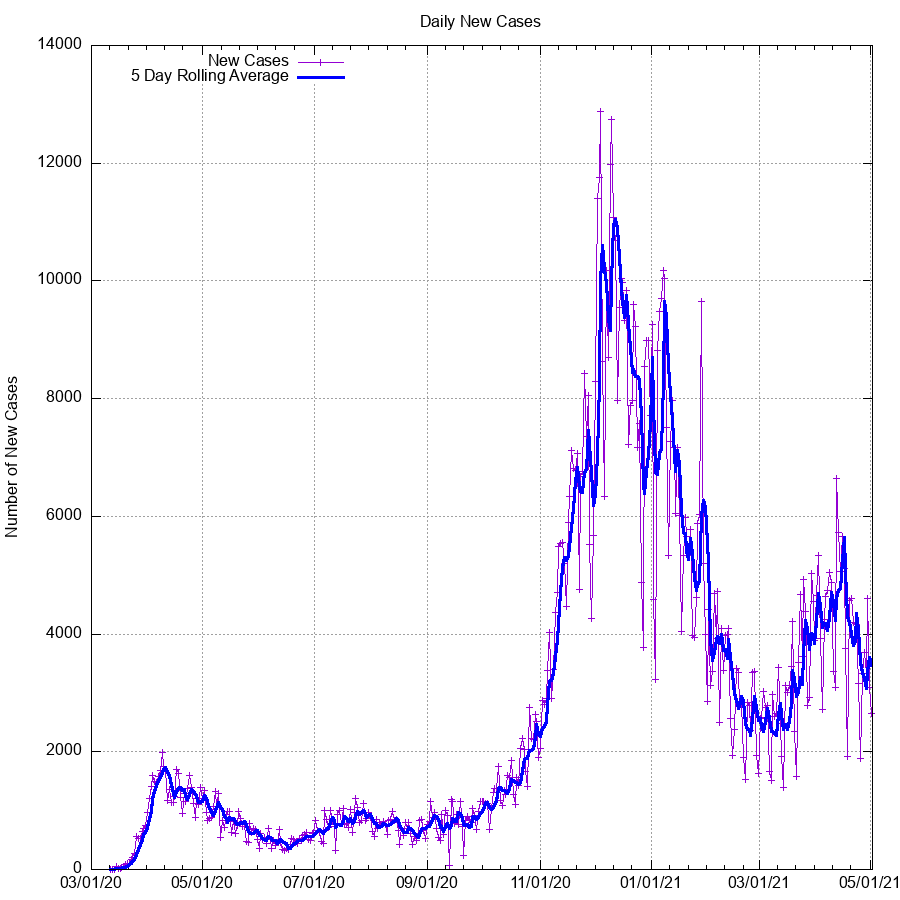 Daily New Cases
New Cases
5 Day Rolling Average
Number of New Cases
14000
12000
10000
8000
6000
4000
2000
0
03/01/20 05/01/20 07/01/20 09/01/20 11/01/20 01/01/21 03/01/21 05/01/21